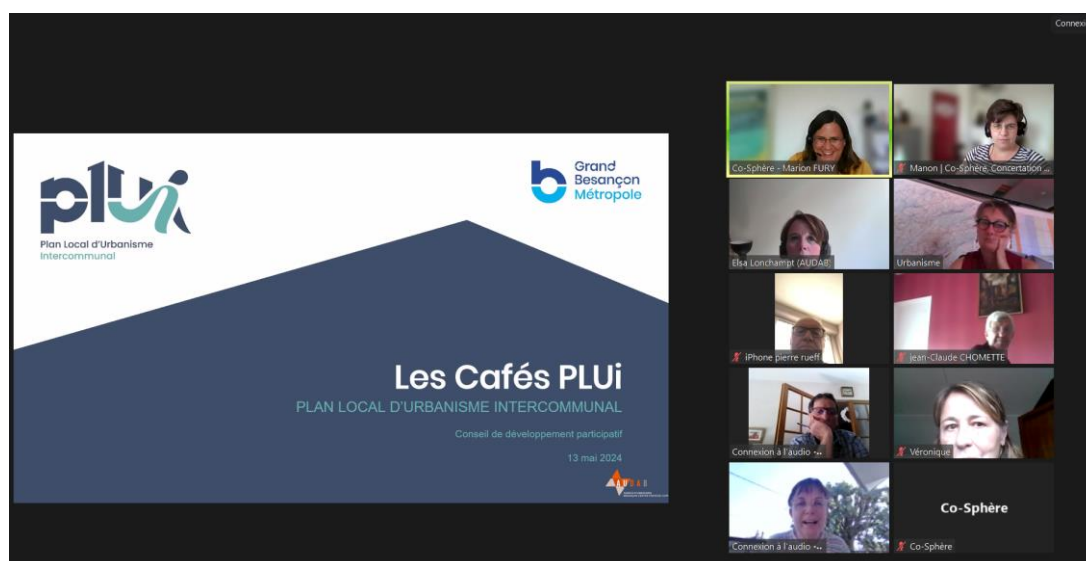 Connexi
plui
Plan Local d'Urbanisme
Intercommunal
Grand
Besançon
Métropole
Les Cafés PLUi
PLAN LOCAL D'URBANISME INTERCOMMUNAL
Conseil de développement participatif
13 mai 2024
Co-Sphère - Marion FURY
Manon | Co-Sphère, Concertation ...
Elsa Lonchampt (AUDAB)
Urbanisme
iPhone pierre rueff
Jean-Claude CHOMETTE
Connexion à l'audio ...
Véronique
Connexion à l'audio ...
Co-Sphère
Co-Sphère